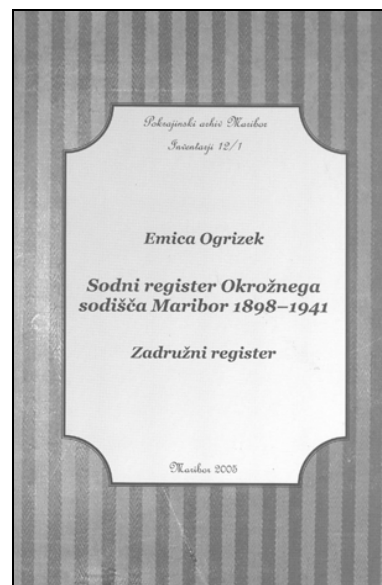 Pokrajinski arhiv Maribor
Inventarji 12/1
Emica Ogrizek
Sodni register Okrožnega
sodišča Maribor 1898–1941
Zadružni register
Maribor 2005